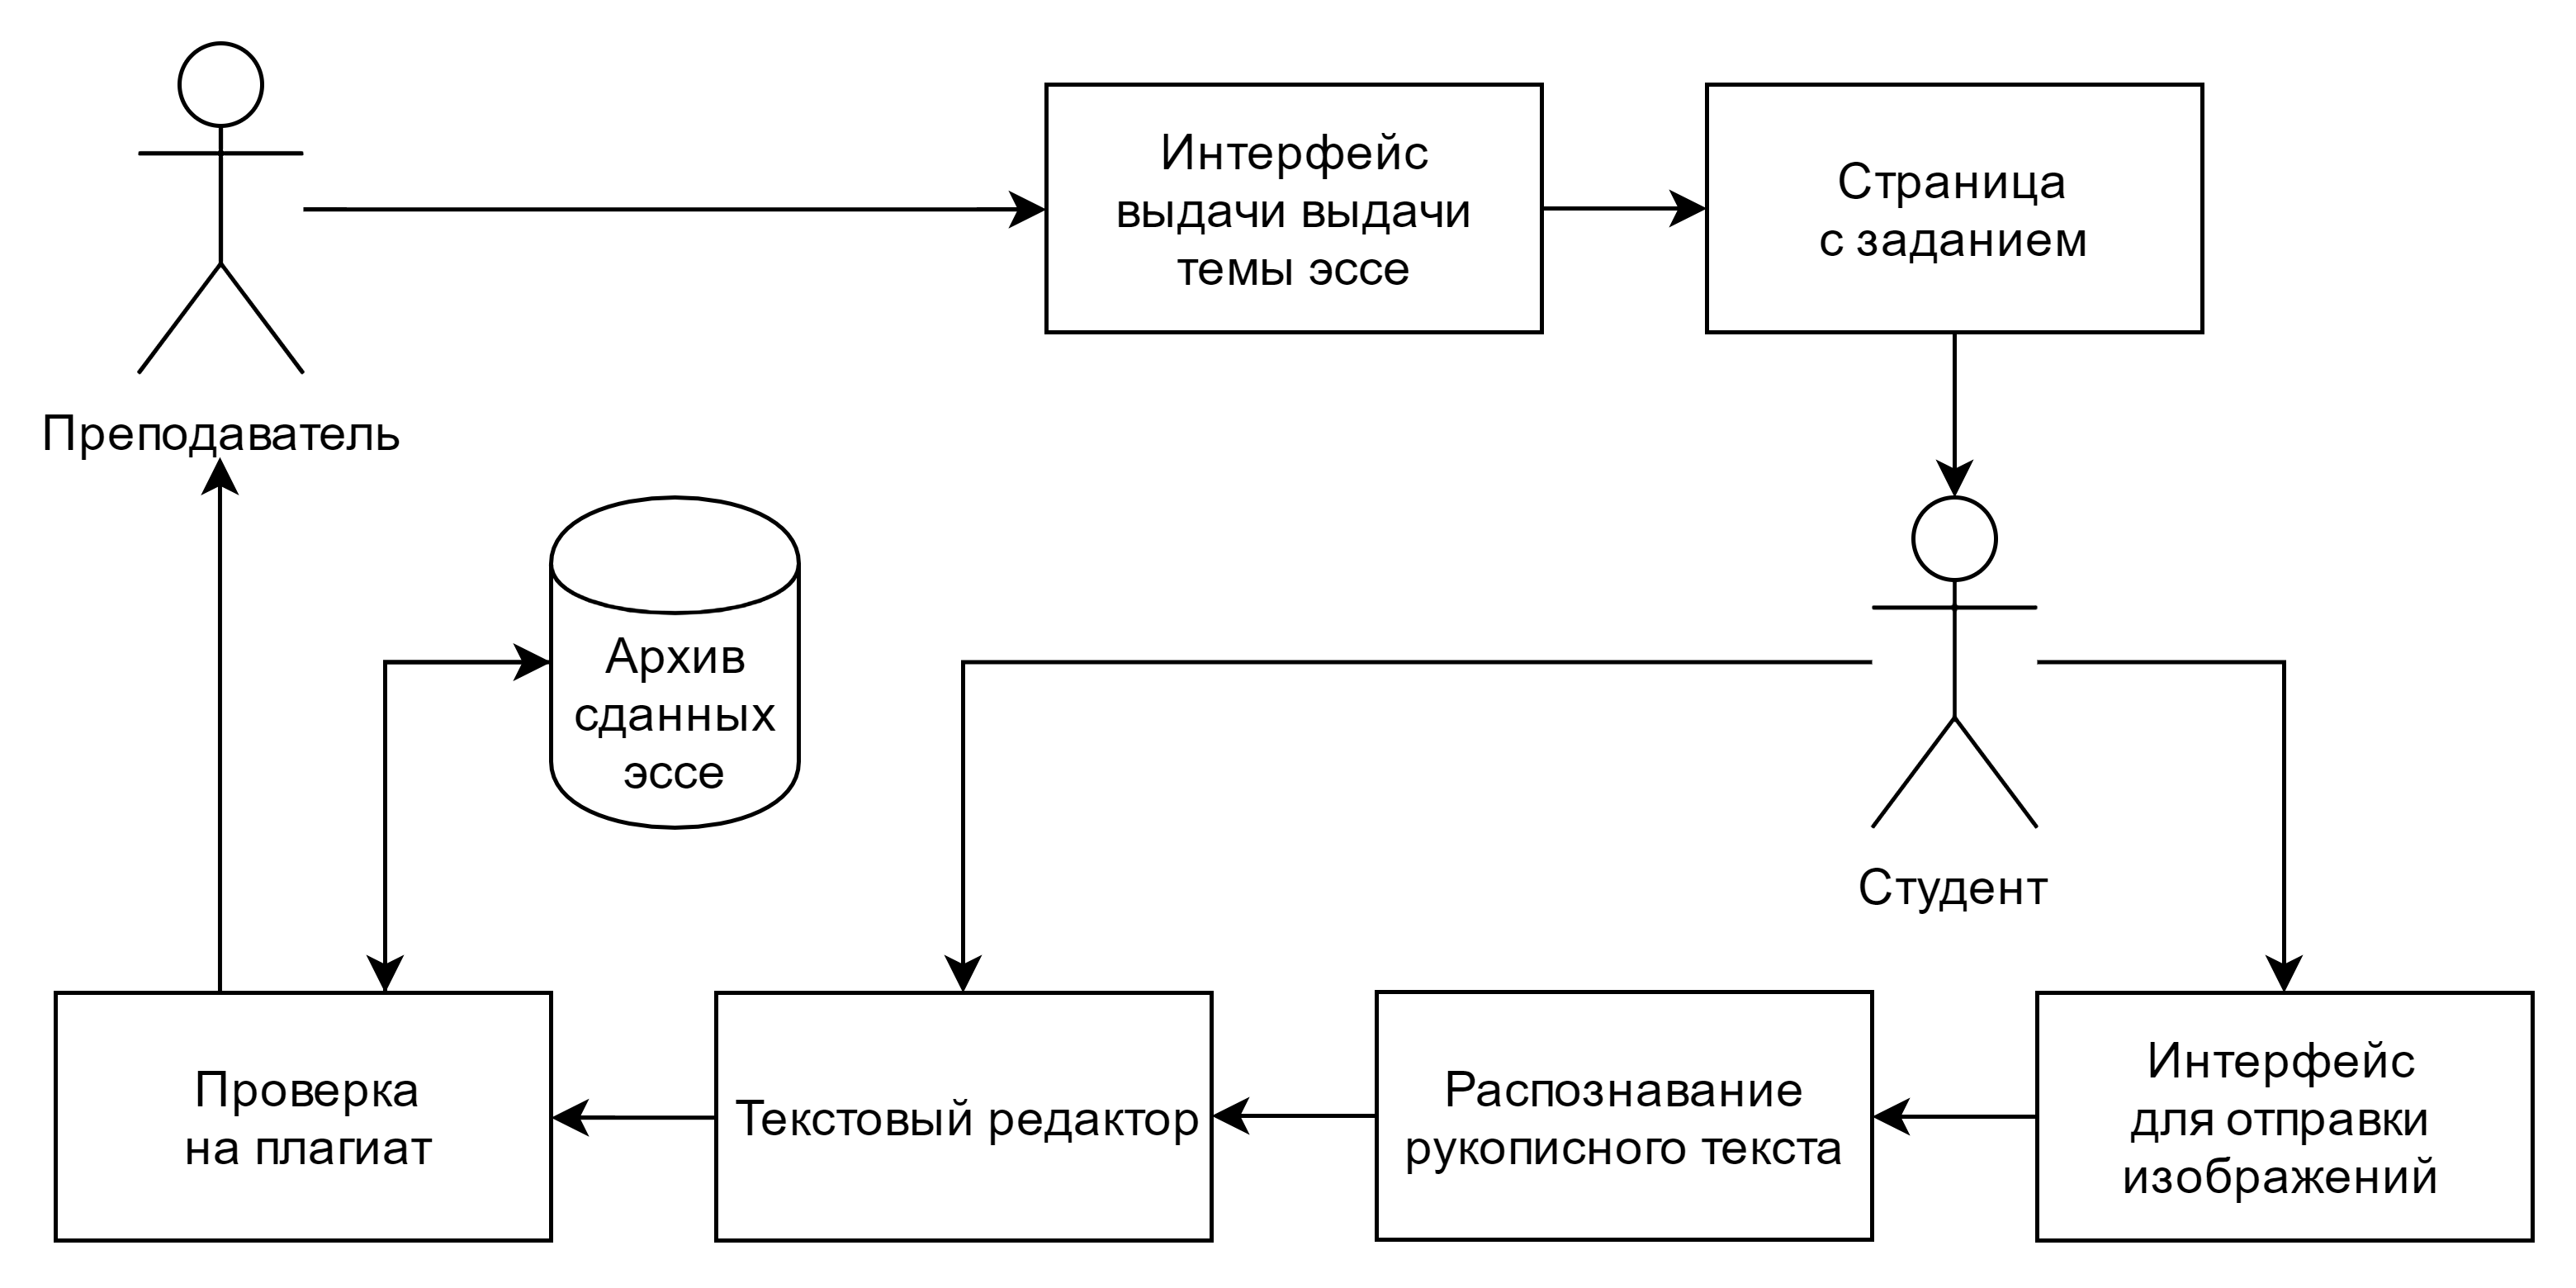 Интерфейс
выдачи выдачи
темы эссе
Страница
с заданием
Преподаватель
Архив
сданных
эссе
Студент
Проверка
на плагиат
Текстовый редактор
Распознавание
рукописного текста
Интерфейс
для отправки
изображений